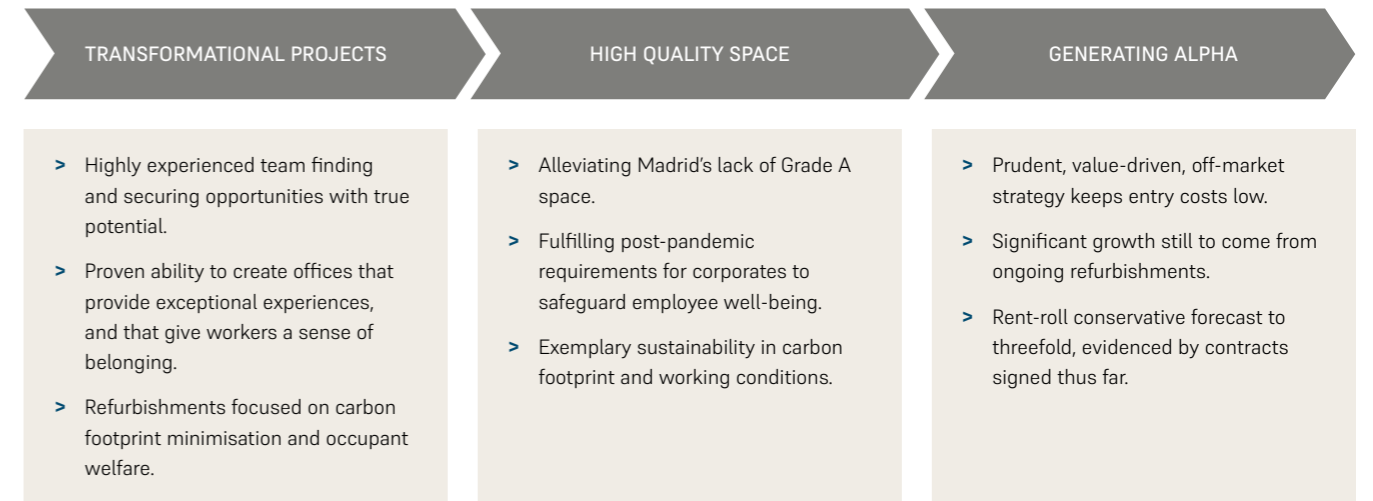 TRANSFORMATIONAL PROJECTS
HIGH QUALITY SPACE
GENERATING ALPHA
> Highly experienced team finding
and securing opportunities with true
potential.
> Proven ability to create offices that
provide exceptional experiences,
and that give workers a sense of
belonging.
> Refurbishments focused on carbon
footprint minimisation and occupant
welfare.
> Alleviating Madrid's lack of Grade A
space.
> Fulfilling post-pandemic
requirements for corporates to
safeguard employee well-being.
> Exemplary sustainability in carbon
footprint and working conditions.
> Prudent, value-driven, off-market
strategy keeps entry costs low.
> Significant growth still to come from
ongoing refurbishments.
> Rent-roll conservative forecast to
threefold, evidenced by contracts
signed thus far.